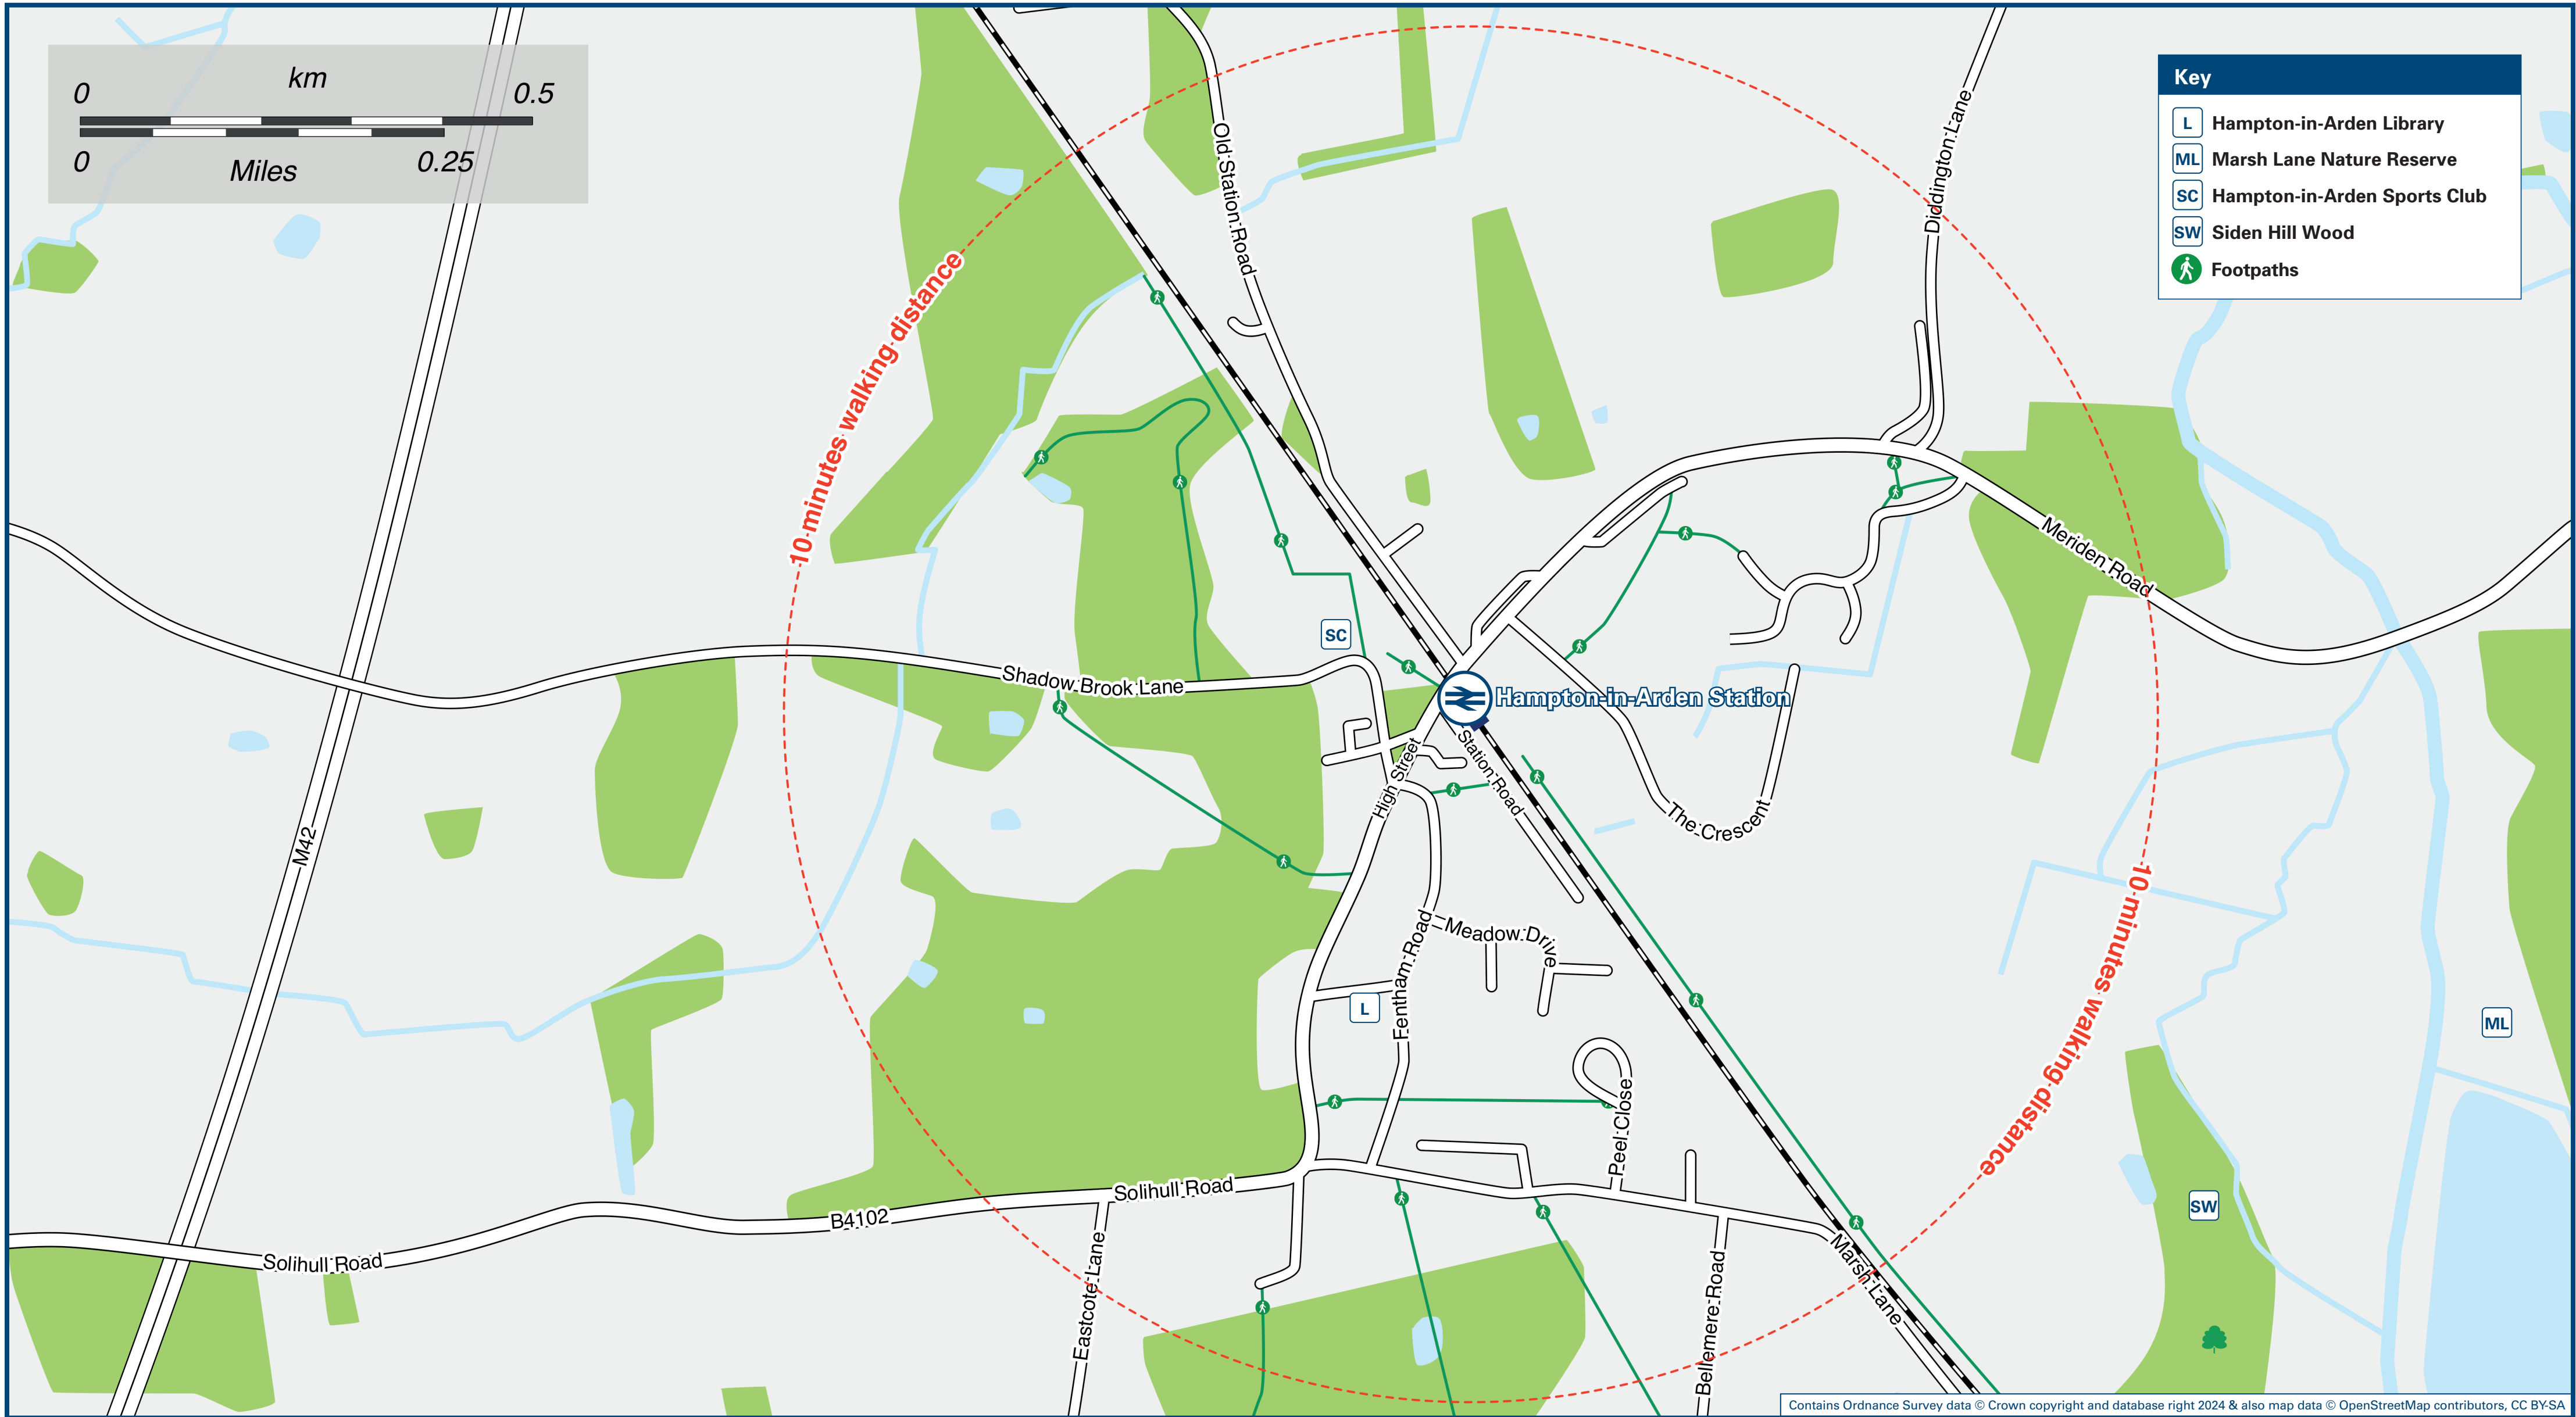 km
0
0.5
0
0.25
Miles
Key
L Hampton-in-Arden Library
ML Marsh Lane Nature Reserve
SC Hampton-in-Arden Sports Club
SW Siden Hill Wood
Footpaths
Old Station Road
Diddington Lane
10 minutes walking distance
Meriden Road
SC
Shadow Brook Lane
Hampton-in-Arden Station
High Street
Station Road
The Crescent
M42
Meadow Drive
Fentham Road
L
10 minutes walking distance
ML
Peel Close
Solihull Road
B4102
Solihull Road
SW
Eastcote Lane
Bellemere Road
Marsh Lane
Contains Ordnance Survey data © Crown copyright and database right 2024 & also map data © OpenStreetMap contributors, CC BY-SA